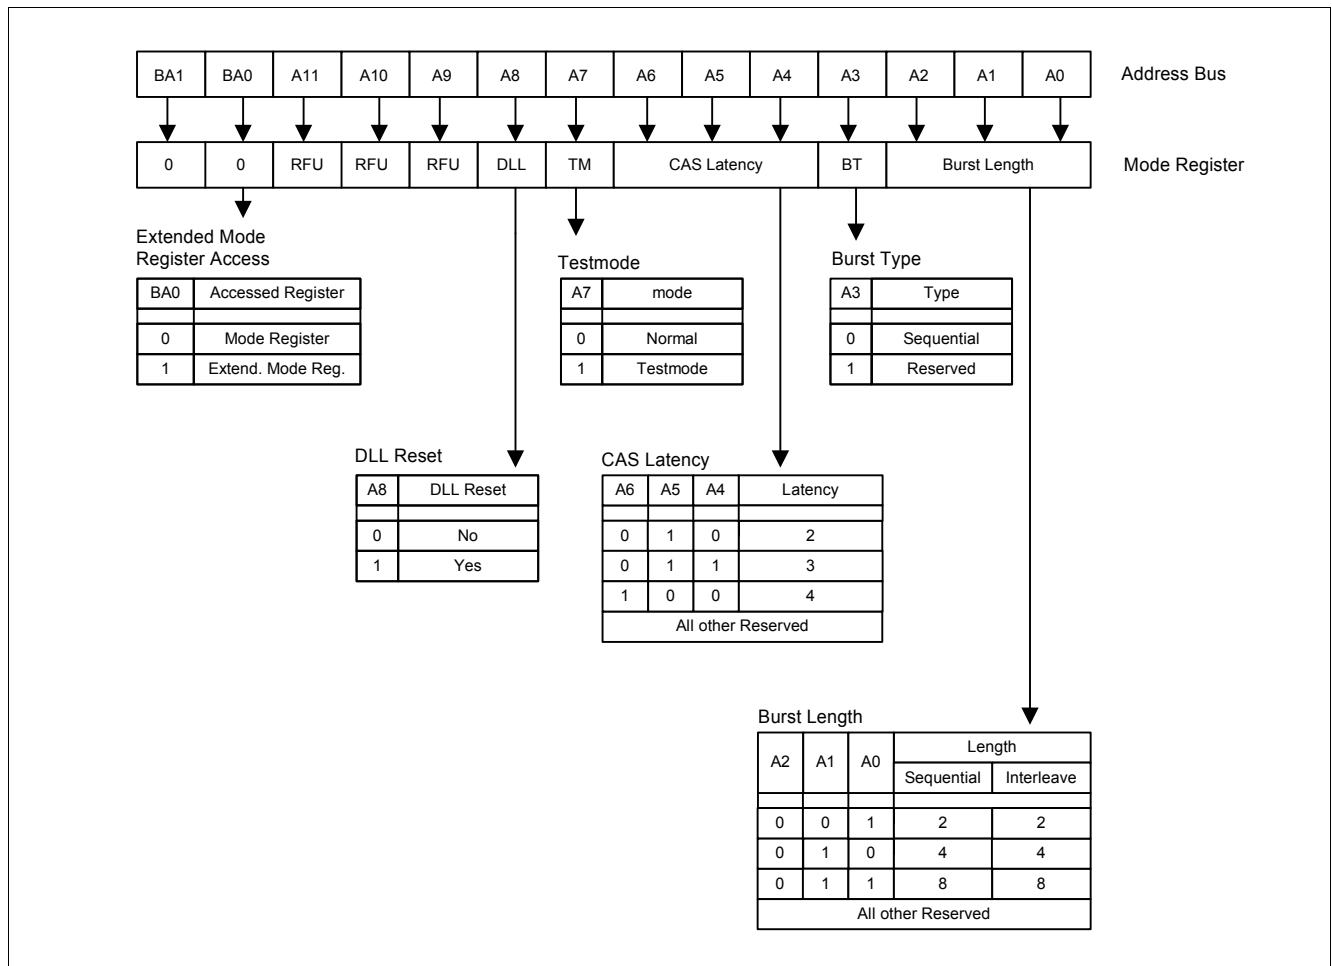 BA1 BA0 A11 A10 A9 A8 A7 A6 A5 A4 A3 A2 A1 A0 Address Bus
0 0 RFU RFU RFU DLL TM CAS Latency BT Burst Length Mode Register
Extended Mode
Register Access
BA0 Accessed Register
0 Mode Register
1 Extend. Mode Reg.
Testmode
A7 mode
0 Normal
1 Testmode
Burst Type
A3 Type
0 Sequential
1 Reserved
DLL Reset
A8 DLL Reset
0 No
1 Yes
CAS Latency
A6 A5 A4 Latency
0 1 0 2
0 1 1 3
1 0 0 4
All other Reserved
Burst Length
A2 A1 A0 Length
Sequential Interleave
0 0 1 2 2
0 1 0 4 4
0 1 1 8 8
All other Reserved